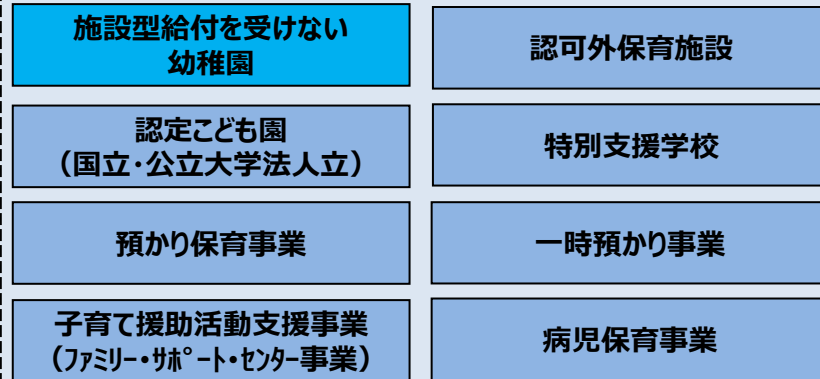 施設型給付を受けない
幼稚園
認可外保育施設
認定こども園
（国立・公立大学法人立）
特別支援学校
預かり保育事業
一時預かり事業
子育て援助活動支援事業
（ﾌｧﾐﾘｰ・ｻﾎﾟｰﾄ・ｾﾝﾀｰ事業）
病児保育事業